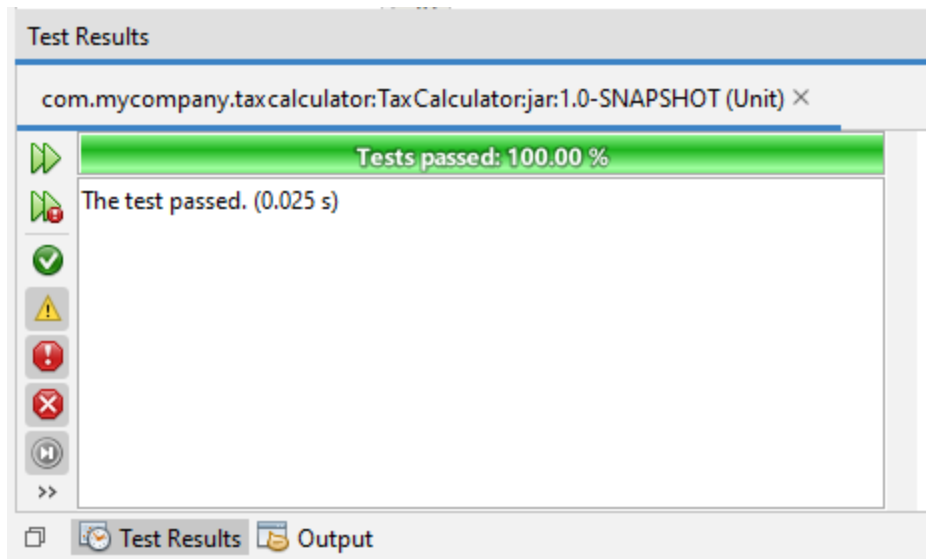 Test Results
com.mycompany.taxcalculator:TaxCalculator:jar:1.0-SNAPSHOT (Unit) ×
Tests passed: 100.00 %
The test passed. (0.025 s)
>>
Test Results Output